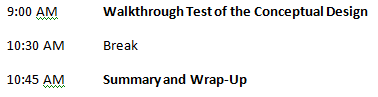 9:00 AM Walkthrough Test of the Conceptual Design
10:30 AM Break
10:45 AM Summary and Wrap-Up